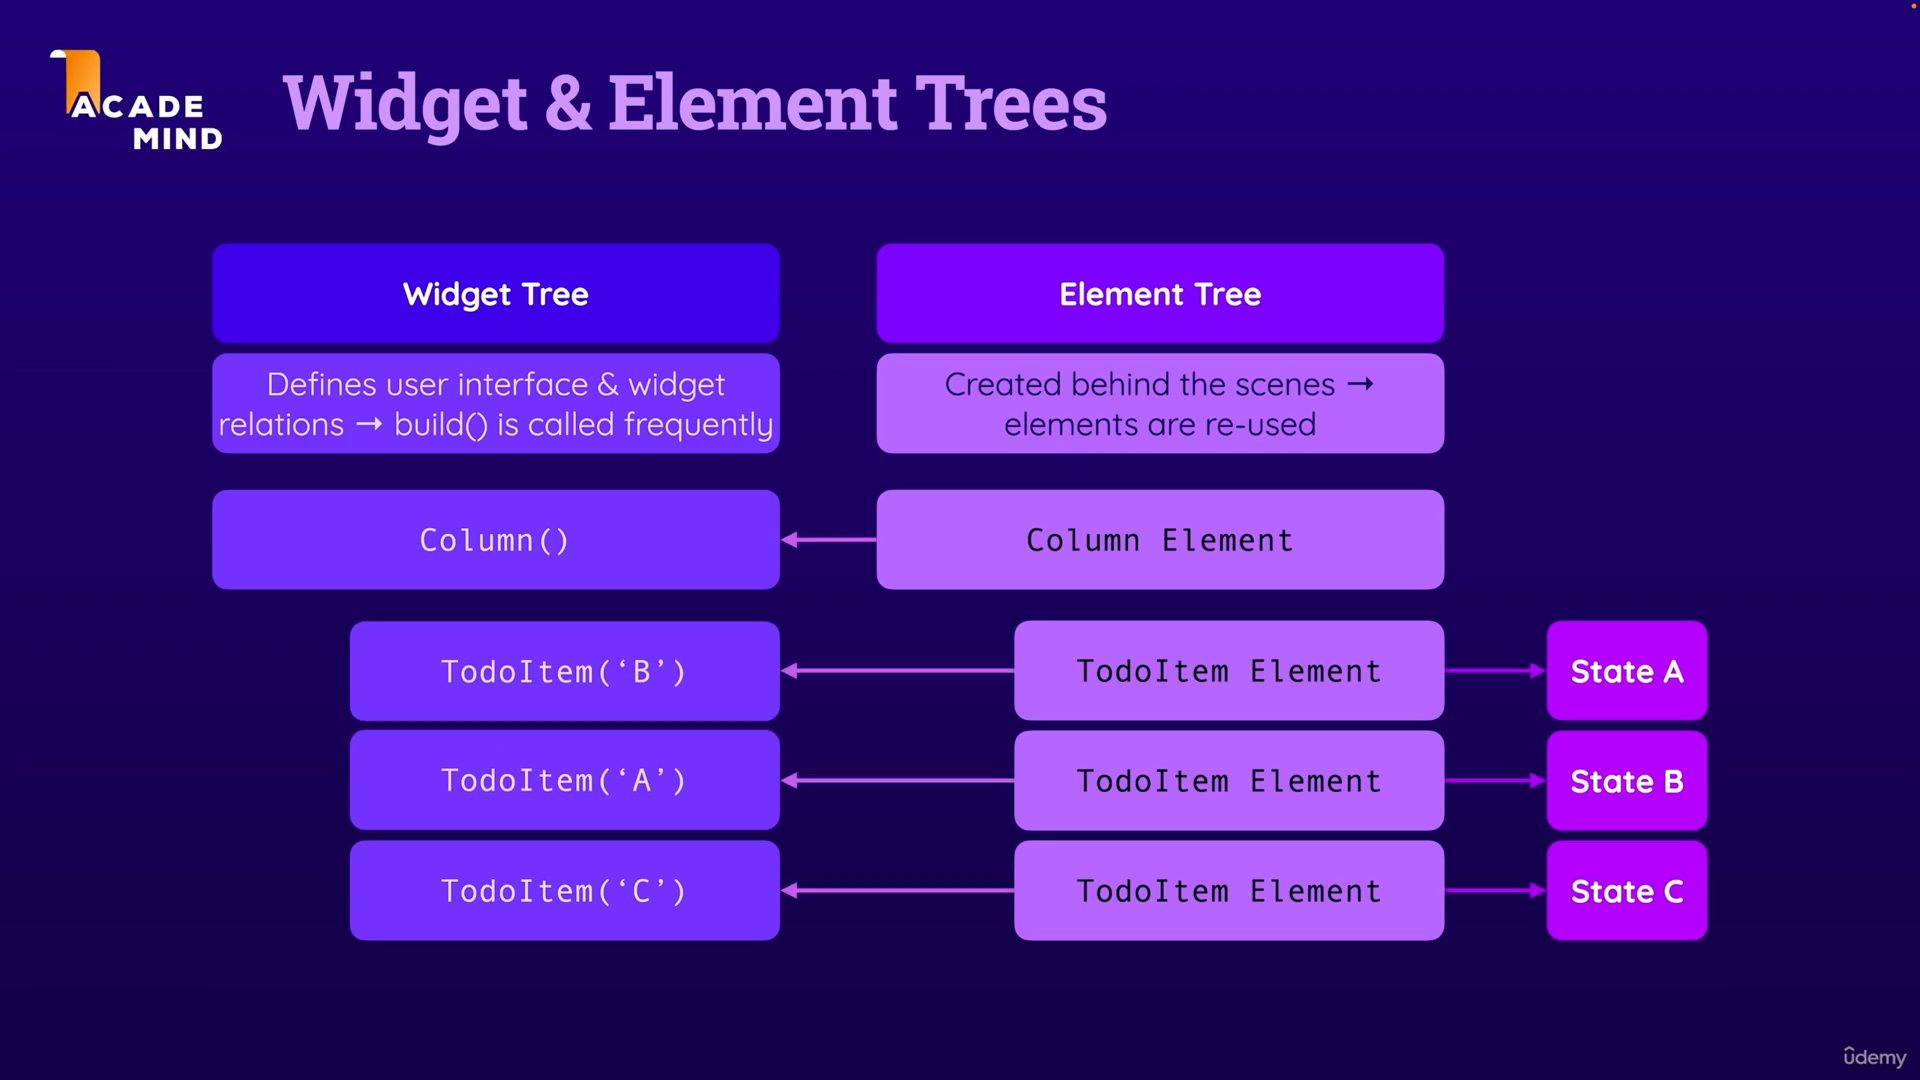 ACADE
MIND
Widget & Element Trees
Widget Tree
Element Tree
Defines user interface & widget
relations → build() is called frequently
Created behind the scenes →
elements are re-used
Column()
Column Element
TodoItem(‘B’)
TodoItem Element
State A
TodoItem(‘A’)
TodoItem Element
State B
TodoItem(‘C’)
TodoItem Element
State C
ûdemy